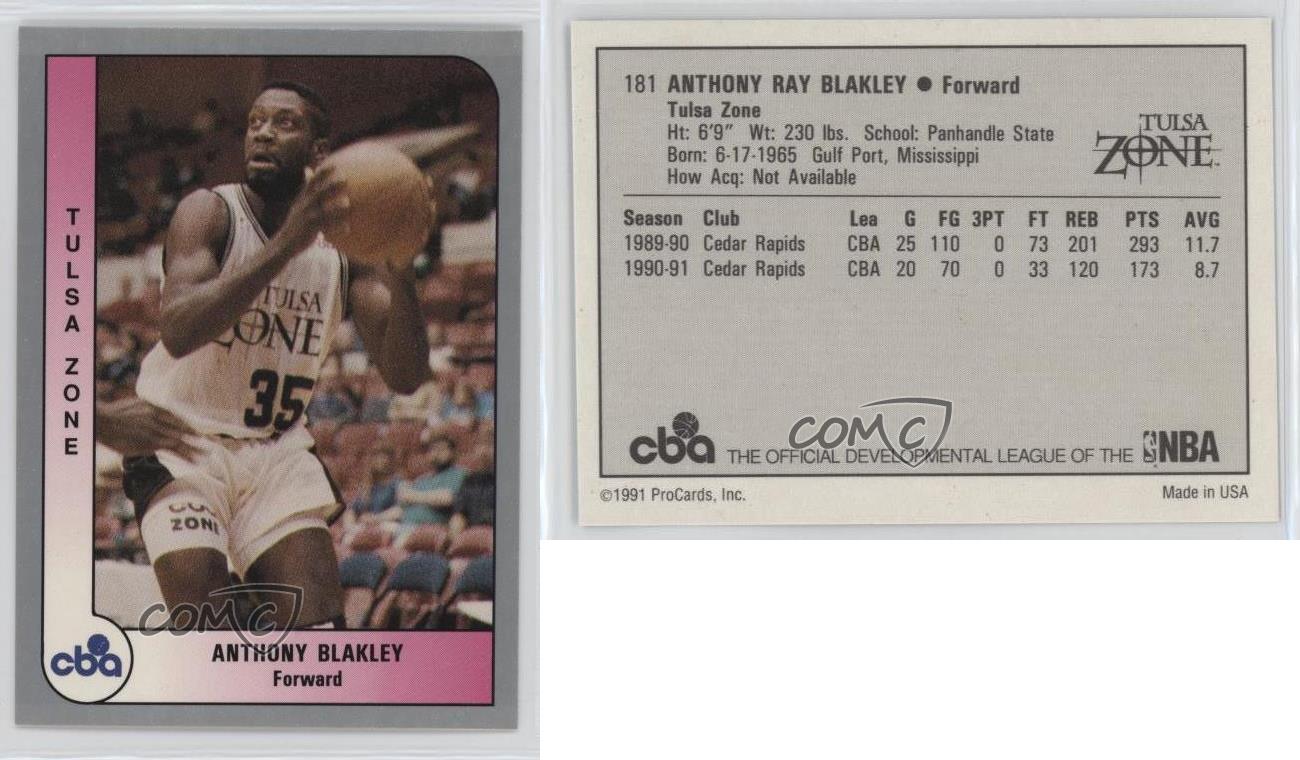 TULSA ZONE
TULSA
ZONE
35
ZONE
COMC
cba
ANTHONY BLAKLEY
Forward
181 ANTHONY RAY BLAKLEY ● Forward
Tulsa Zone
Ht: 6'9" Wt: 230 lbs. School: Panhandle State
Born: 6-17-1965 Gulf Port, Mississippi
How Acq: Not Available
TULSA
ZONE
Season Club Lea G FG 3PT FT REB PTS AVG
1989-90 Cedar Rapids CBA 25 110 0 73 201 293 11.7
1990-91 Cedar Rapids CBA 20 70 0 33 120 173 8.7
COMC
cba THE OFFICIAL DEVELOPMENTAL LEAGUE OF THE NBA
©1991 ProCards, Inc. Made in USA